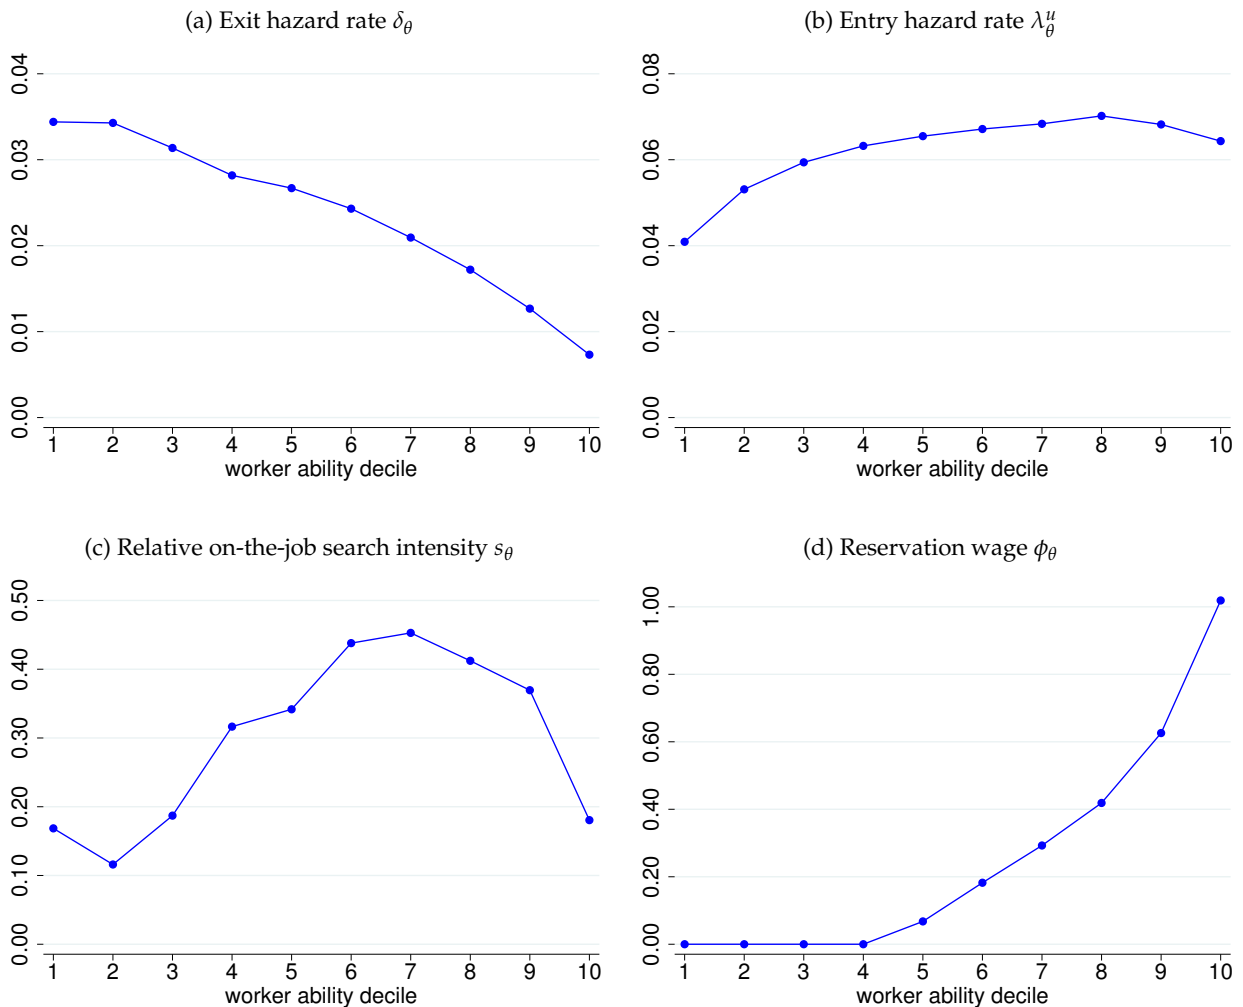 (a) Exit hazard rate δθ
0.04
0.03
0.02
0.01
0.00
1 2 3 4 5 6 7 8 9 10
worker ability decile
(b) Entry hazard rate λᵘθ
0.08
0.06
0.04
0.02
0.00
1 2 3 4 5 6 7 8 9 10
worker ability decile
(c) Relative on-the-job search intensity sθ
0.50
0.40
0.30
0.20
0.10
0.00
1 2 3 4 5 6 7 8 9 10
worker ability decile
(d) Reservation wage ϕθ
1.00
0.80
0.60
0.40
0.20
0.00
1 2 3 4 5 6 7 8 9 10
worker ability decile